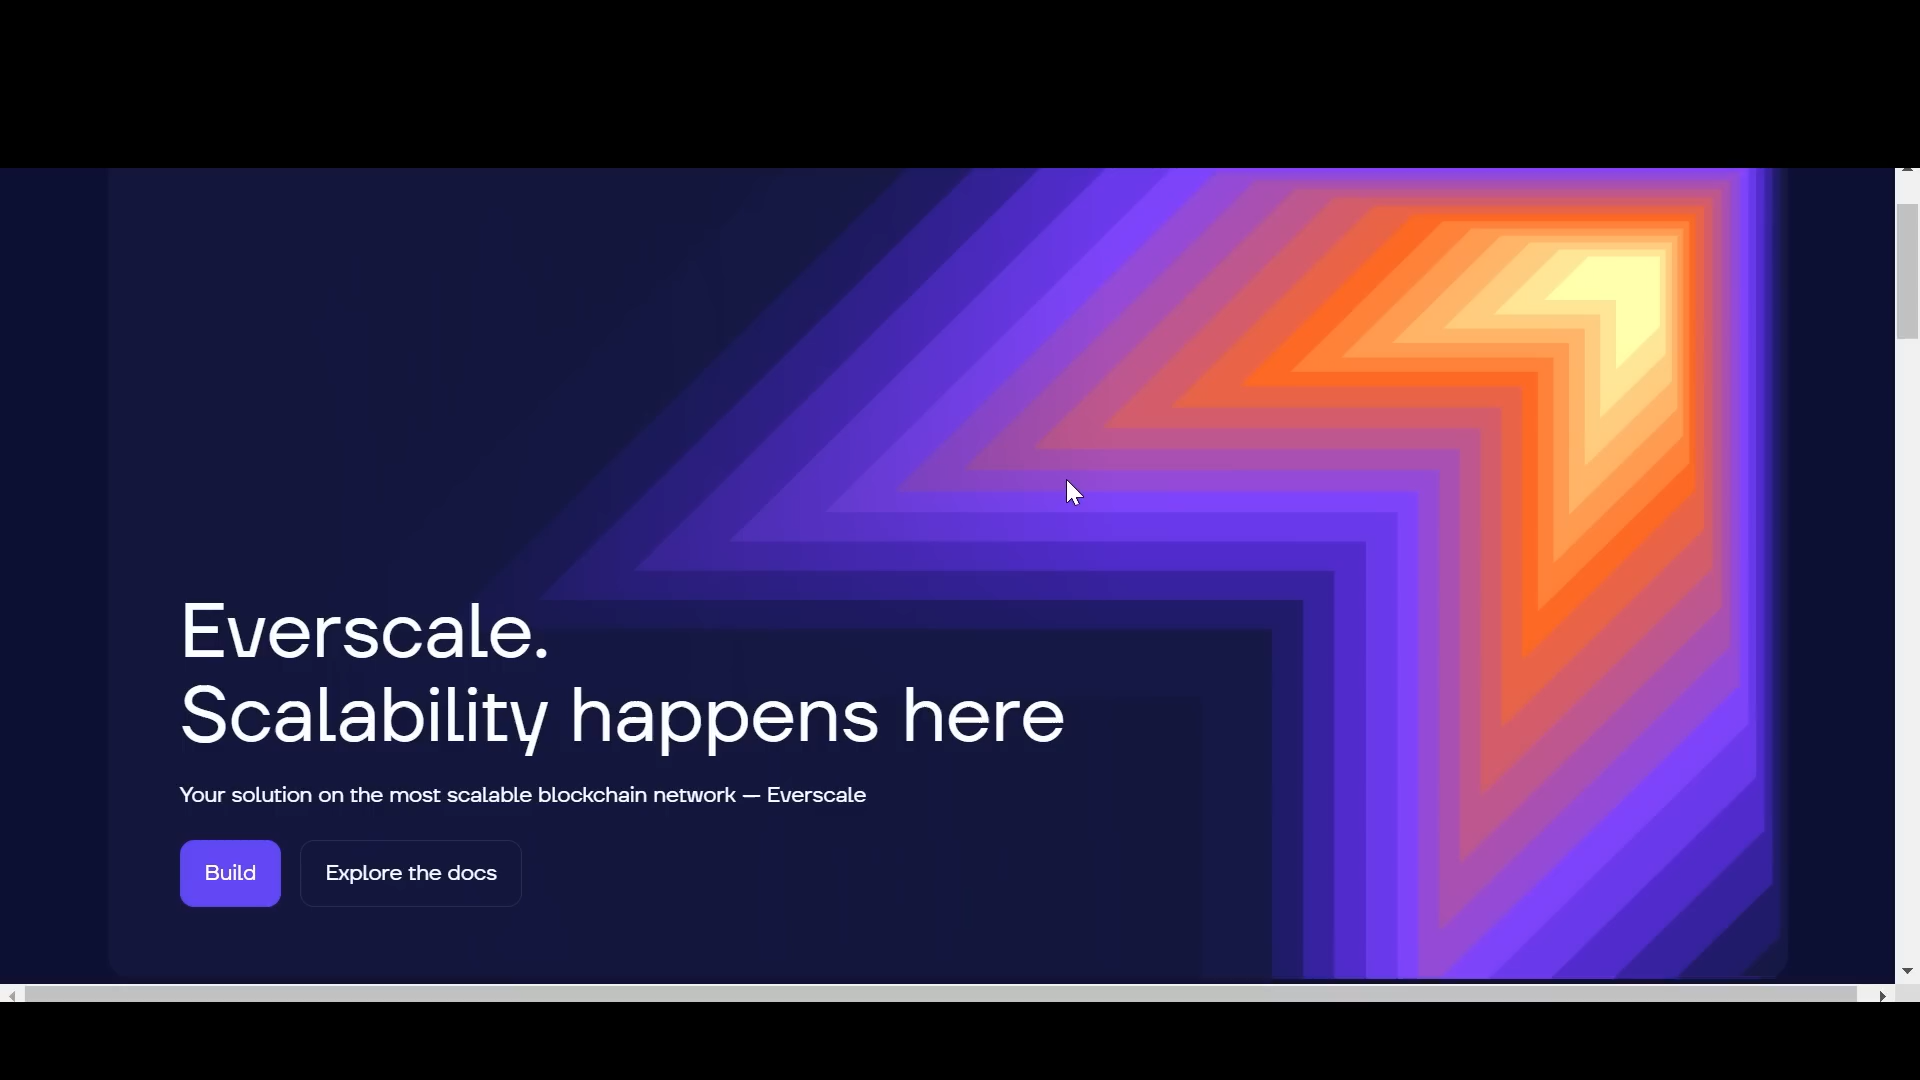 Everscale.
Scalability happens here
Your solution on the most scalable blockchain network — Everscale
Build
Explore the docs